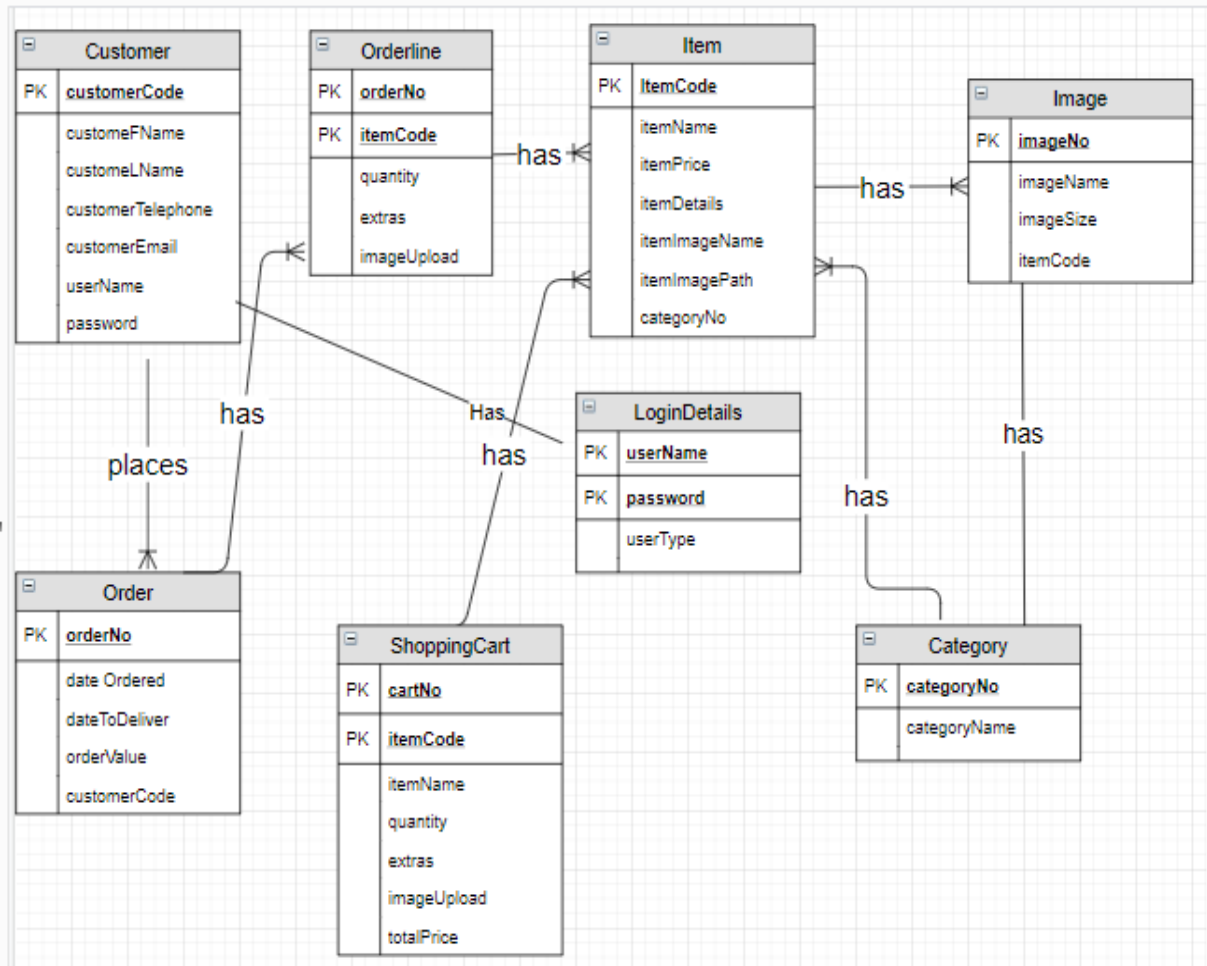 Customer
PK customerCode
customeFName
customeLName
customerTelephone
customerEmail
userName
password
Orderline
PK orderNo
PK itemCode
quantity
extras
imageUpload
has
Item
PK ItemCode
itemName
itemPrice
itemDetails
itemImageName
itemImagePath
categoryNo
has
Image
PK imageNo
imageName
imageSize
itemCode
places
has
Has
has
LoginDetails
PK userName
PK password
userType
has
has
Order
PK orderNo
date Ordered
dateToDeliver
orderValue
customerCode
ShoppingCart
PK cartNo
PK itemCode
itemName
quantity
extras
imageUpload
totalPrice
Category
PK categoryNo
categoryName